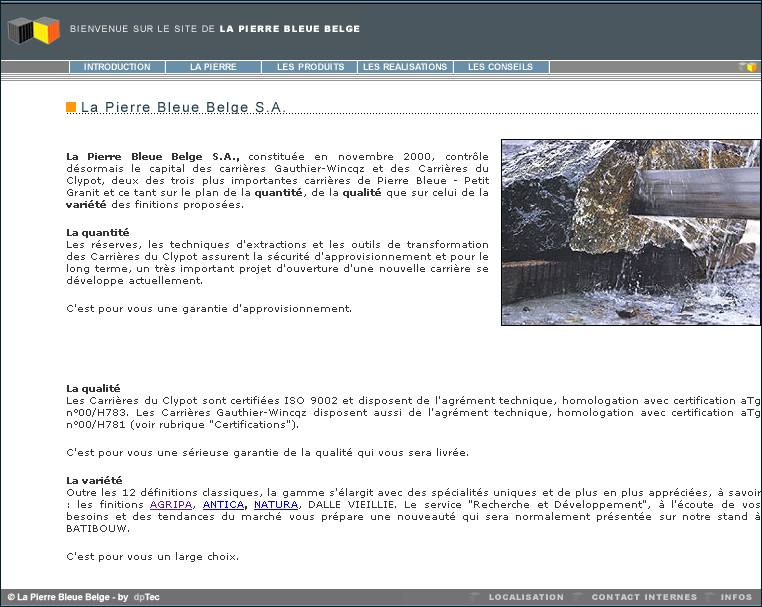 BIENVENUE SUR LE SITE DE LA PIERRE BLEUE BELGE
INTRODUCTION LA PIERRE LES PRODUITS LES REALISATIONS LES CONSEILS
La Pierre Bleue Belge S.A.
La Pierre Bleue Belge S.A., constituée en novembre 2000, contrôle
désormais le capital des carrières Gauthier-Wincqz et des Carrières du
Clypot, deux des trois plus importantes carrières de Pierre Bleue - Petit
Granit et ce tant sur le plan de la quantité, de la qualité que sur celui de la
variété des finitions proposées.
La quantité
Les réserves, les techniques d'extractions et les outils de transformation
des Carrières du Clypot assurent la sécurité d'approvisionnement et pour le
long terme, un très important projet d'ouverture d'une nouvelle carrière se
développe actuellement.
C'est pour vous une garantie d'approvisionnement.
La qualité
Les Carrières du Clypot sont certifiées ISO 9002 et disposent de l'agrément technique, homologation avec certification aTg
n°00/H783. Les Carrières Gauthier-Wincqz disposent aussi de l'agrément technique, homologation avec certification aTg
n°00/H781 (voir rubrique "Certifications").
C'est pour vous une sérieuse garantie de la qualité qui vous sera livrée.
La variété
Outre les 12 définitions classiques, la gamme s'élargit avec des spécialités uniques et de plus en plus appréciées, à savoir
: les finitions AGRIPA, ANTICA, NATURA, DALLE VIEILLIE. Le service "Recherche et Développement", à l'écoute de vos
besoins et des tendances du marché vous prépare une nouveauté qui sera normalement présentée sur notre stand à
BATIBOUW.
C'est pour vous un large choix.
© La Pierre Bleue Belge - by dpTec LOCALISATION CONTACT INTERNES INFOS